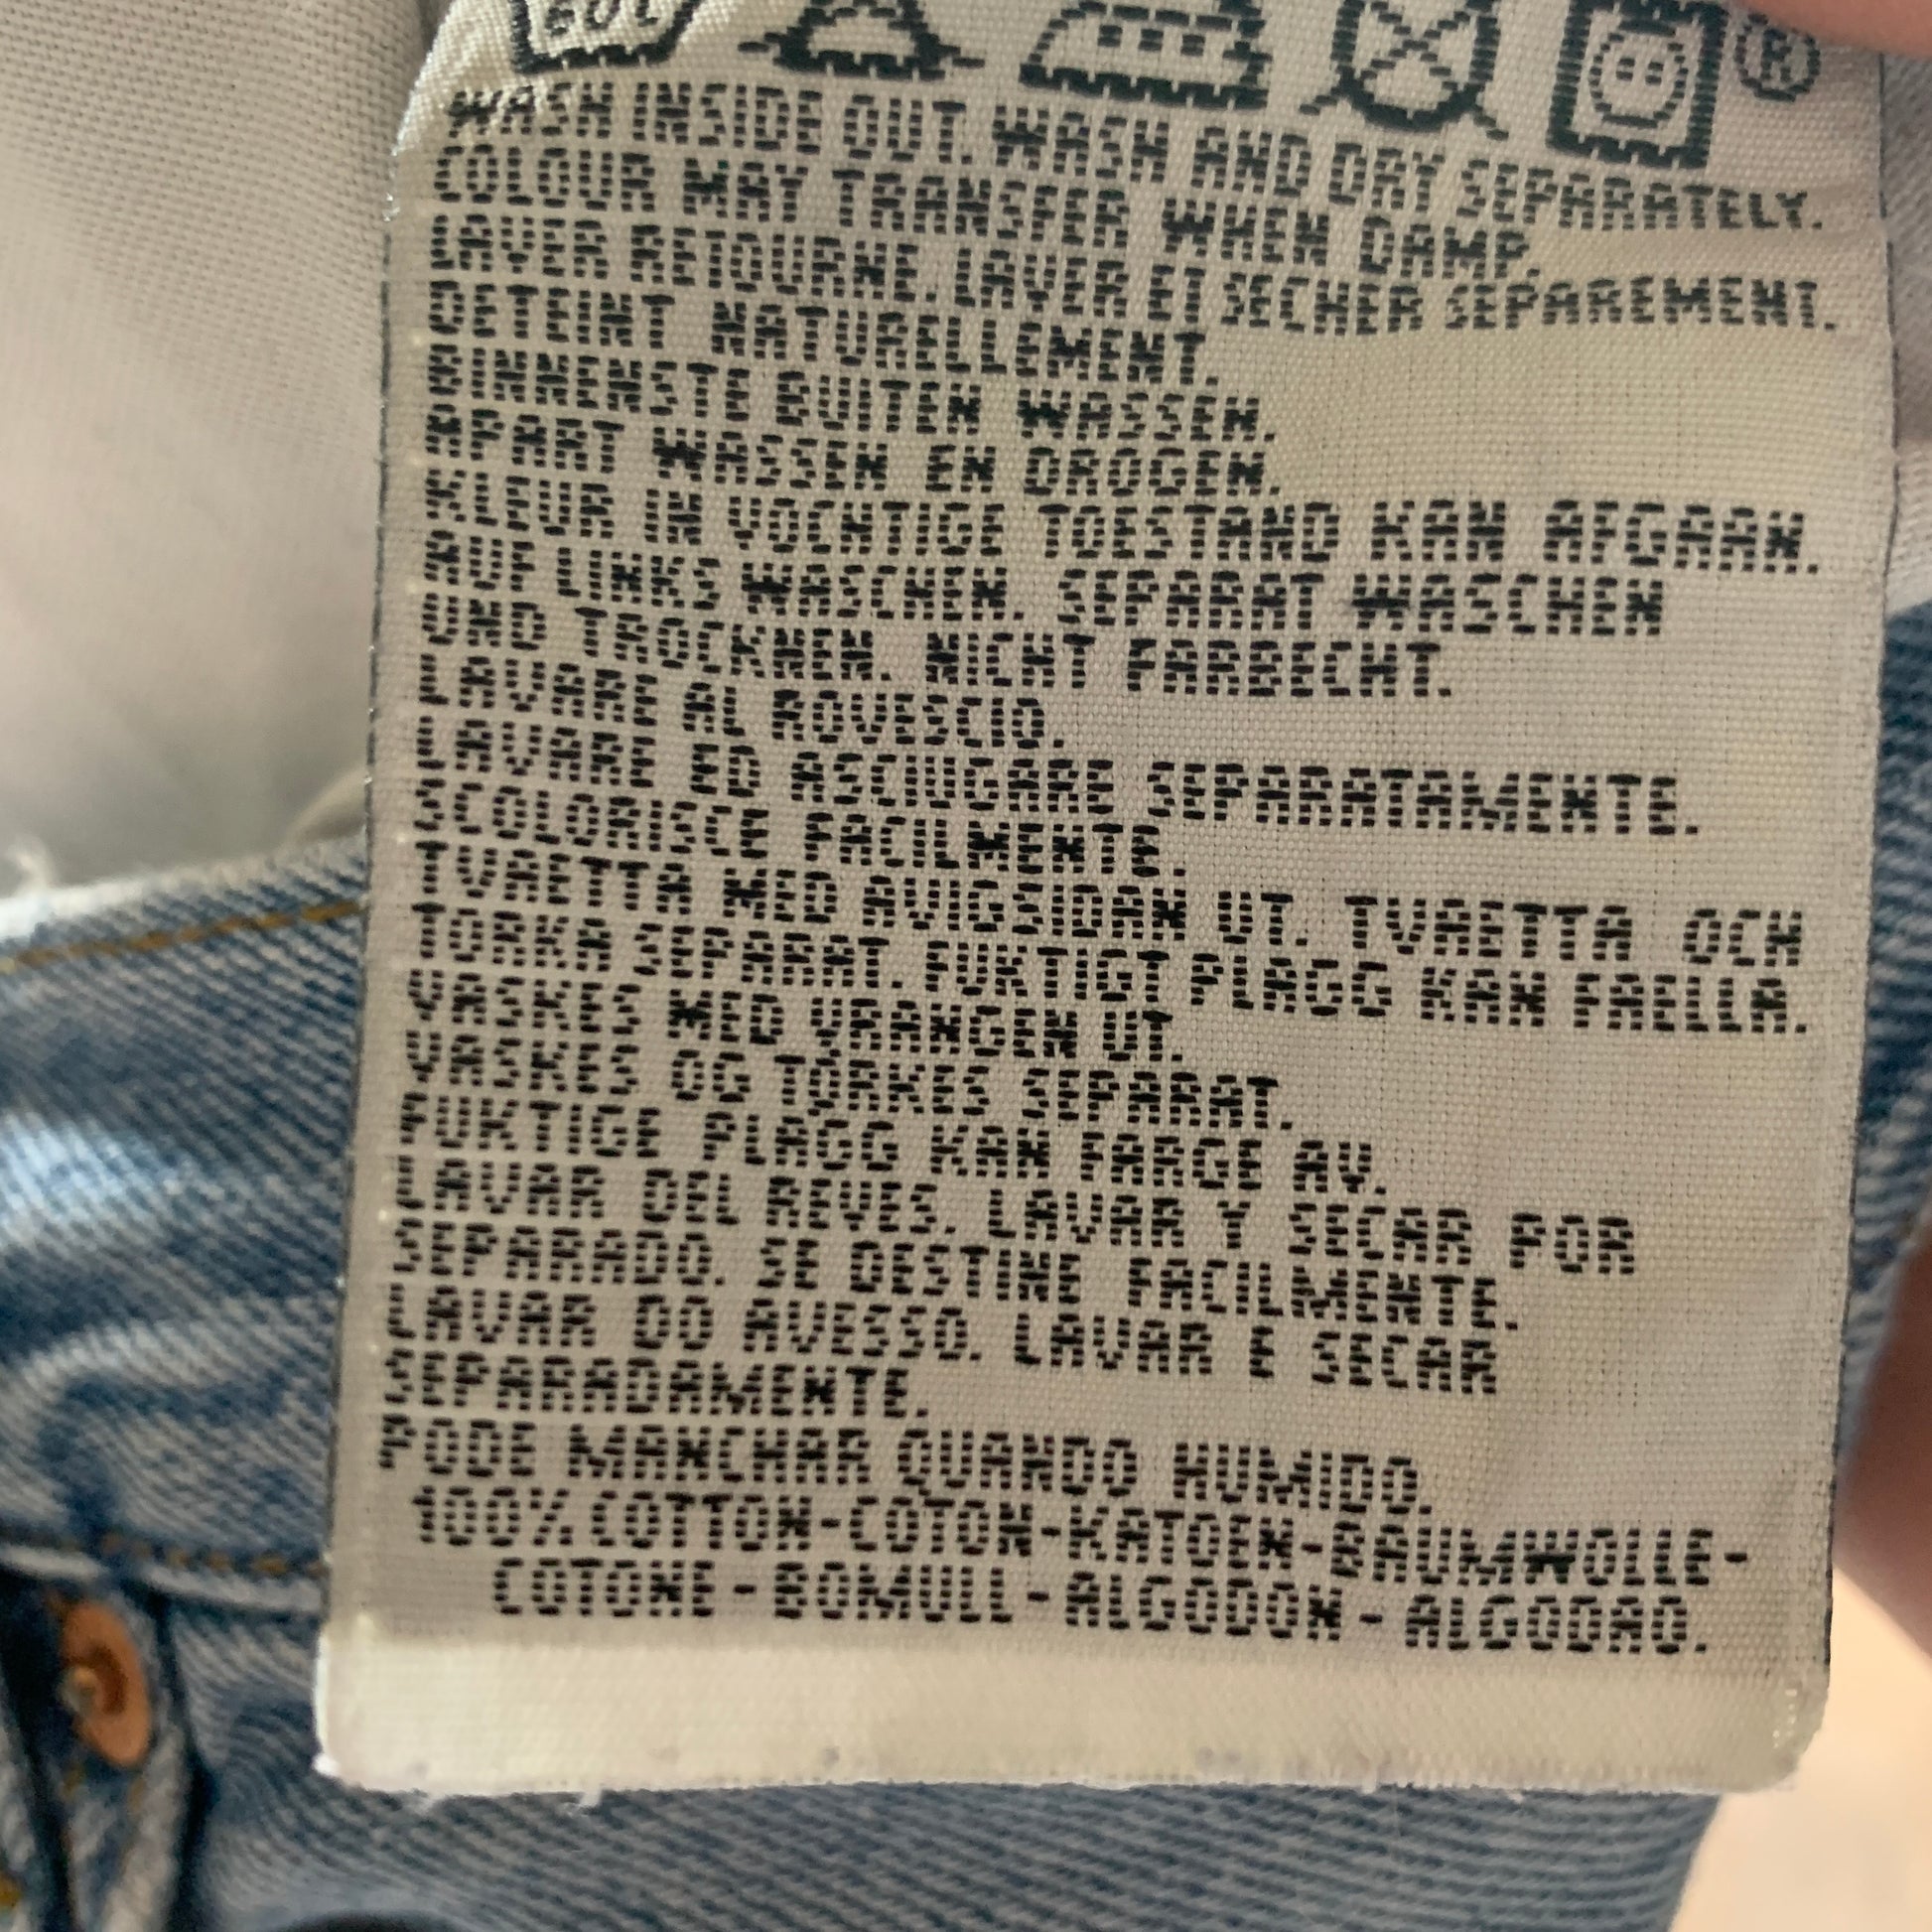 60
®
WASH INSIDE OUT. WASH AND DRY SEPARATELY.
COLOUR MAY TRANSFER WHEN DAMP.
LAVER RETOURNE. LAVER ET SECHER SEPAREMENT.
DETEINT NATURELLEMENT.
BINNENSTE BUITEN WASSEN.
APART WASSEN EN DROGEN.
KLEUR IN VOCHTIGE TOESTAND KAN AFGAAN.
AUF LINKS WASCHEN. SEPARAT WASCHEN
UND TROCKNEN. NICHT FARBECHT.
LAVARE AL ROVESCIO.
LAVARE ED ASCIUGARE SEPARATAMENTE.
SCOLORISCE FACILMENTE.
TVAETTA MED AVIGSIDAN UT. TVAETTA OCH
TORKA SEPARAT. FUKTIGT PLAGG KAN FAELLA.
VASKES MED VRANGEN UT.
VASKES OG TORKES SEPARAT.
FUKTIGE PLAGG KAN FARGE AV.
LAVAR DEL REVES. LAVAR Y SECAR POR
SEPARADO. SE DESTINE FACILMENTE.
LAVAR DO AVESSO. LAVAR E SECAR
SEPARADAMENTE.
PODE MANCHAR QUANDO HUMIDO.
100% COTTON-COTON-KATOEN-BAUMWOLLE-
COTONE-BOMULL-ALGODON-ALGODAO.